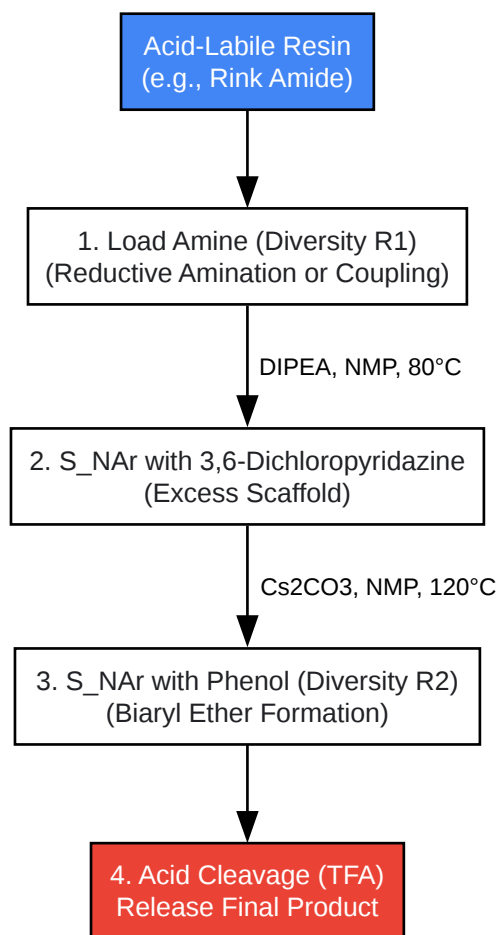 Acid-Labile Resin
(e.g., Rink Amide)
1. Load Amine (Diversity R1)
(Reductive Amination or Coupling)
DIPEA, NMP, 80°C
2. S_NAr with 3,6-Dichloropyridazine
(Excess Scaffold)
Cs2CO3, NMP, 120°C
3. S_NAr with Phenol (Diversity R2)
(Biaryl Ether Formation)
4. Acid Cleavage (TFA)
Release Final Product